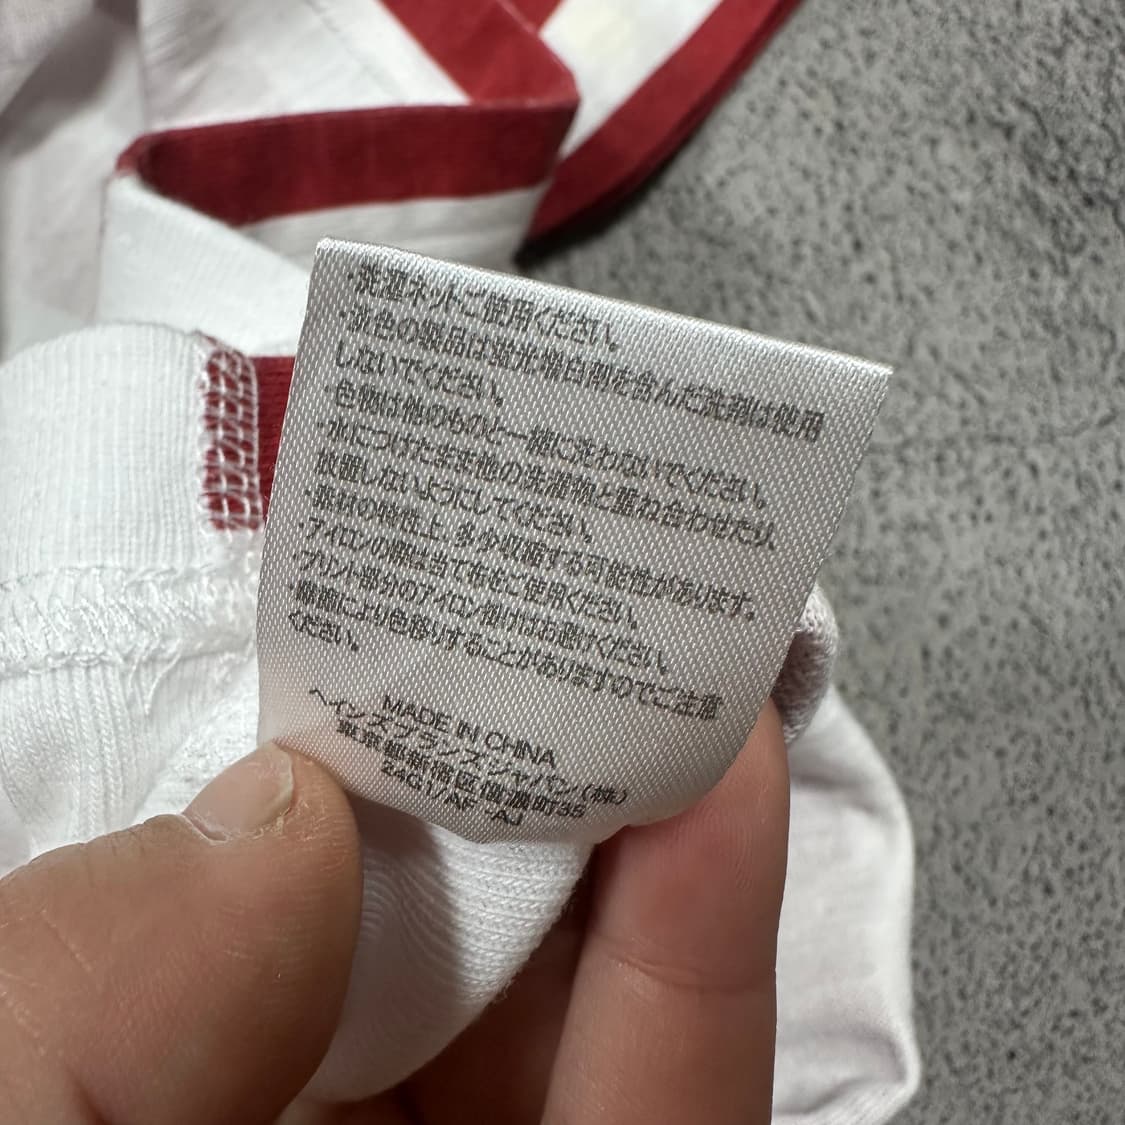 ・洗濯ネットご使用ください。
・淡色の製品は蛍光増白剤を含んだ洗剤は使用
しないでください。
・色物は他のものと一緒に洗わないでください。
・水につけたまま他の洗濯物と重ね合わせたり、
放置しないようにしてください。
・素材の特性上、多少収縮する可能性があります。
・アイロンの際は当て布をご使用ください。
プリント部分のアイロン掛けはお避けください。
摩擦により色移りすることがありますのでご注意
ください。
MADE IN CHINA
ヘインズブランズ ジャパン(株)
東京都新宿区信濃町35
Z4Q1/AF 'AJ